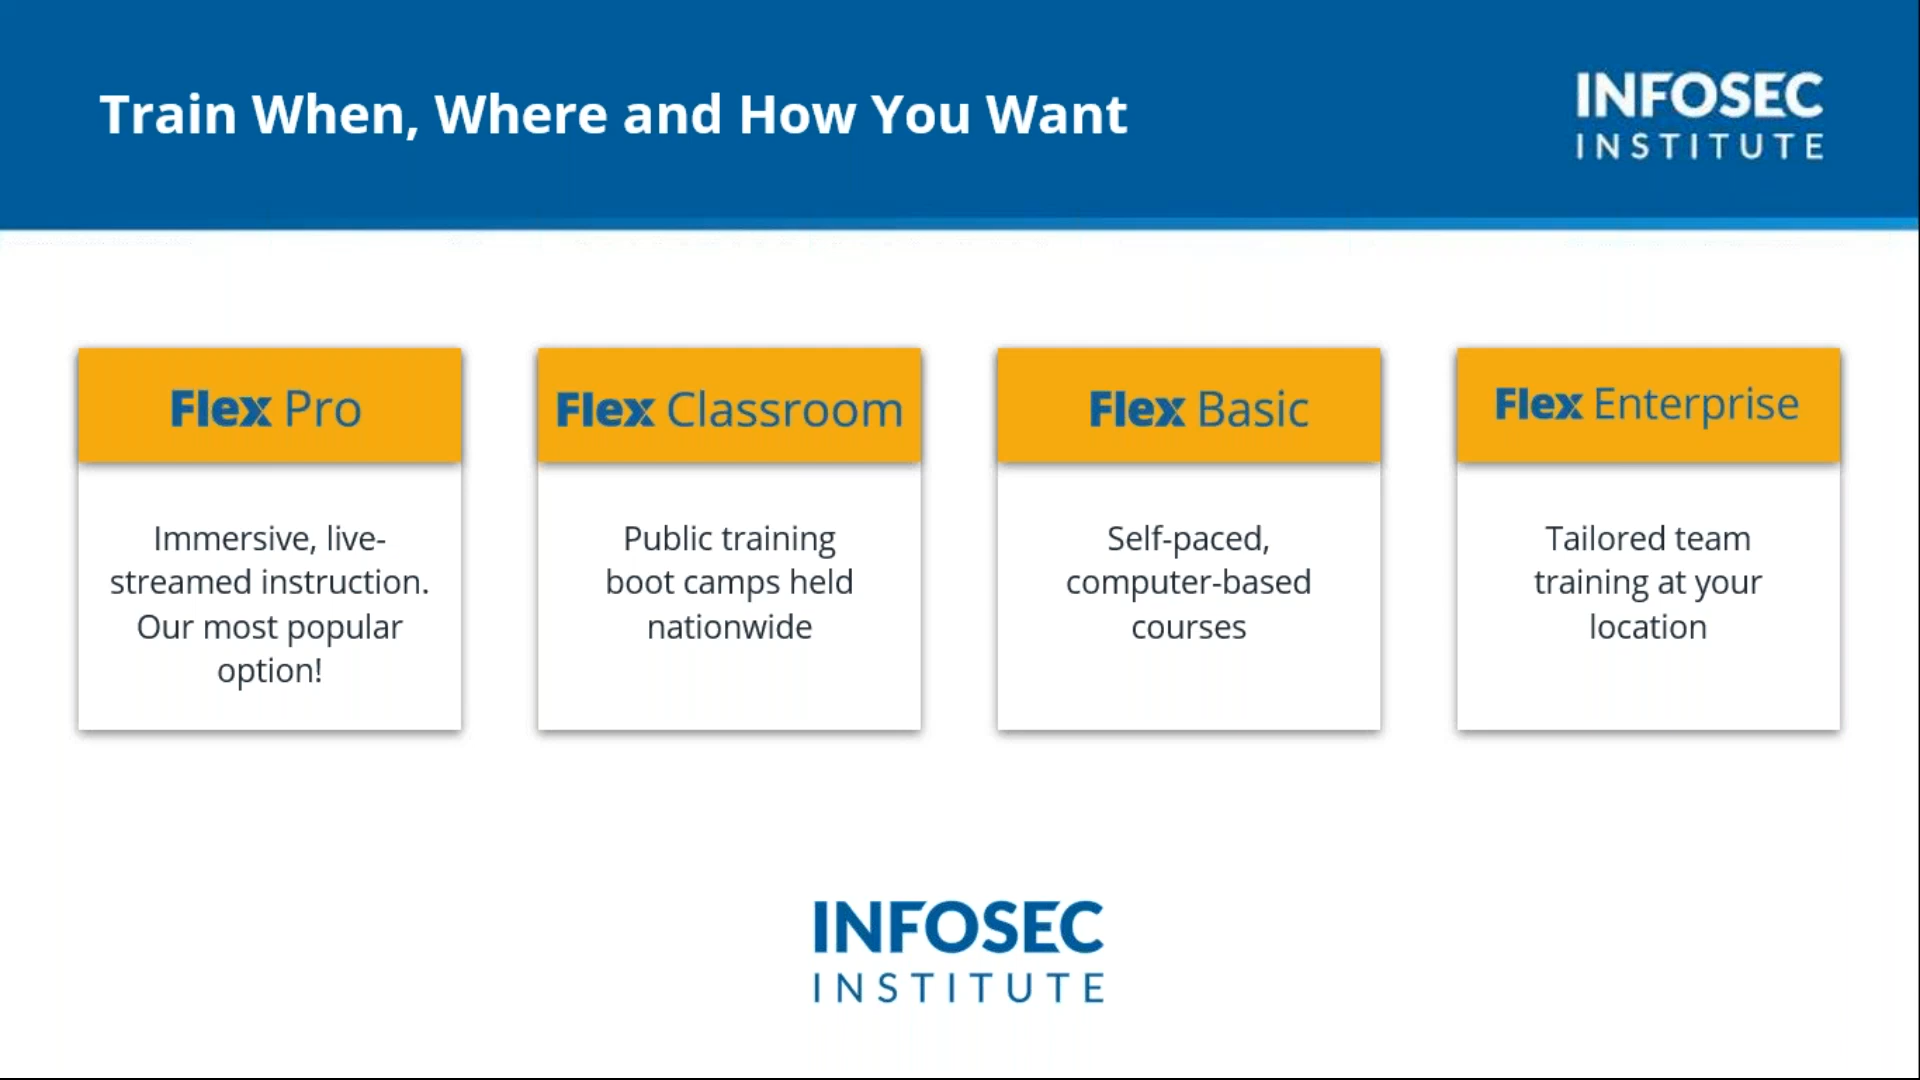 Train When, Where and How You Want
INFOSEC
INSTITUTE
Flex Pro
Immersive, live-
streamed instruction.
Our most popular
option!
Flex Classroom
Public training
boot camps held
nationwide
Flex Basic
Self-paced,
computer-based
courses
Flex Enterprise
Tailored team
training at your
location
INFOSEC
INSTITUTE